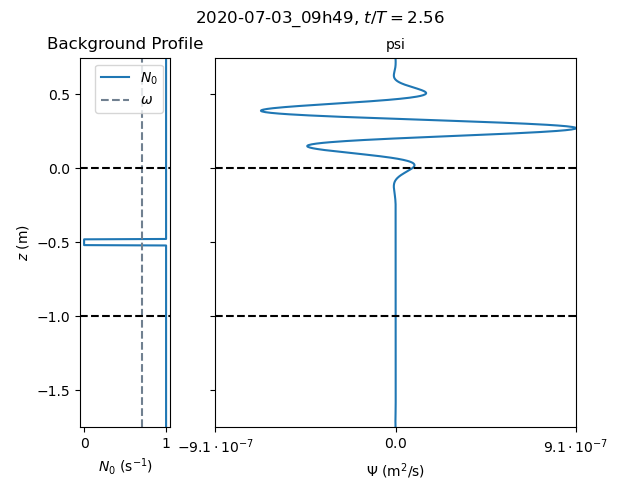 2020-07-03_09h49, t/T = 2.56
Background Profile
psi
N₀
ω
0.5
0.0
−0.5
−1.0
−1.5
z (m)
0
1
N₀ (s⁻¹)
−9.1 · 10⁻⁷
0.0
9.1 · 10⁻⁷
Ψ (m²/s)